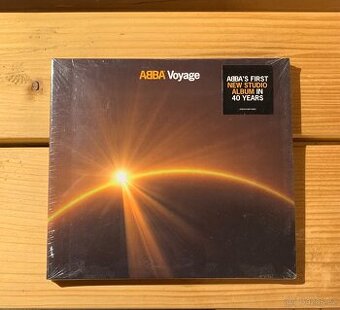 ABBA Voyage
ABBA'S FIRST
NEW STUDIO
ALBUM IN
40 YEARS